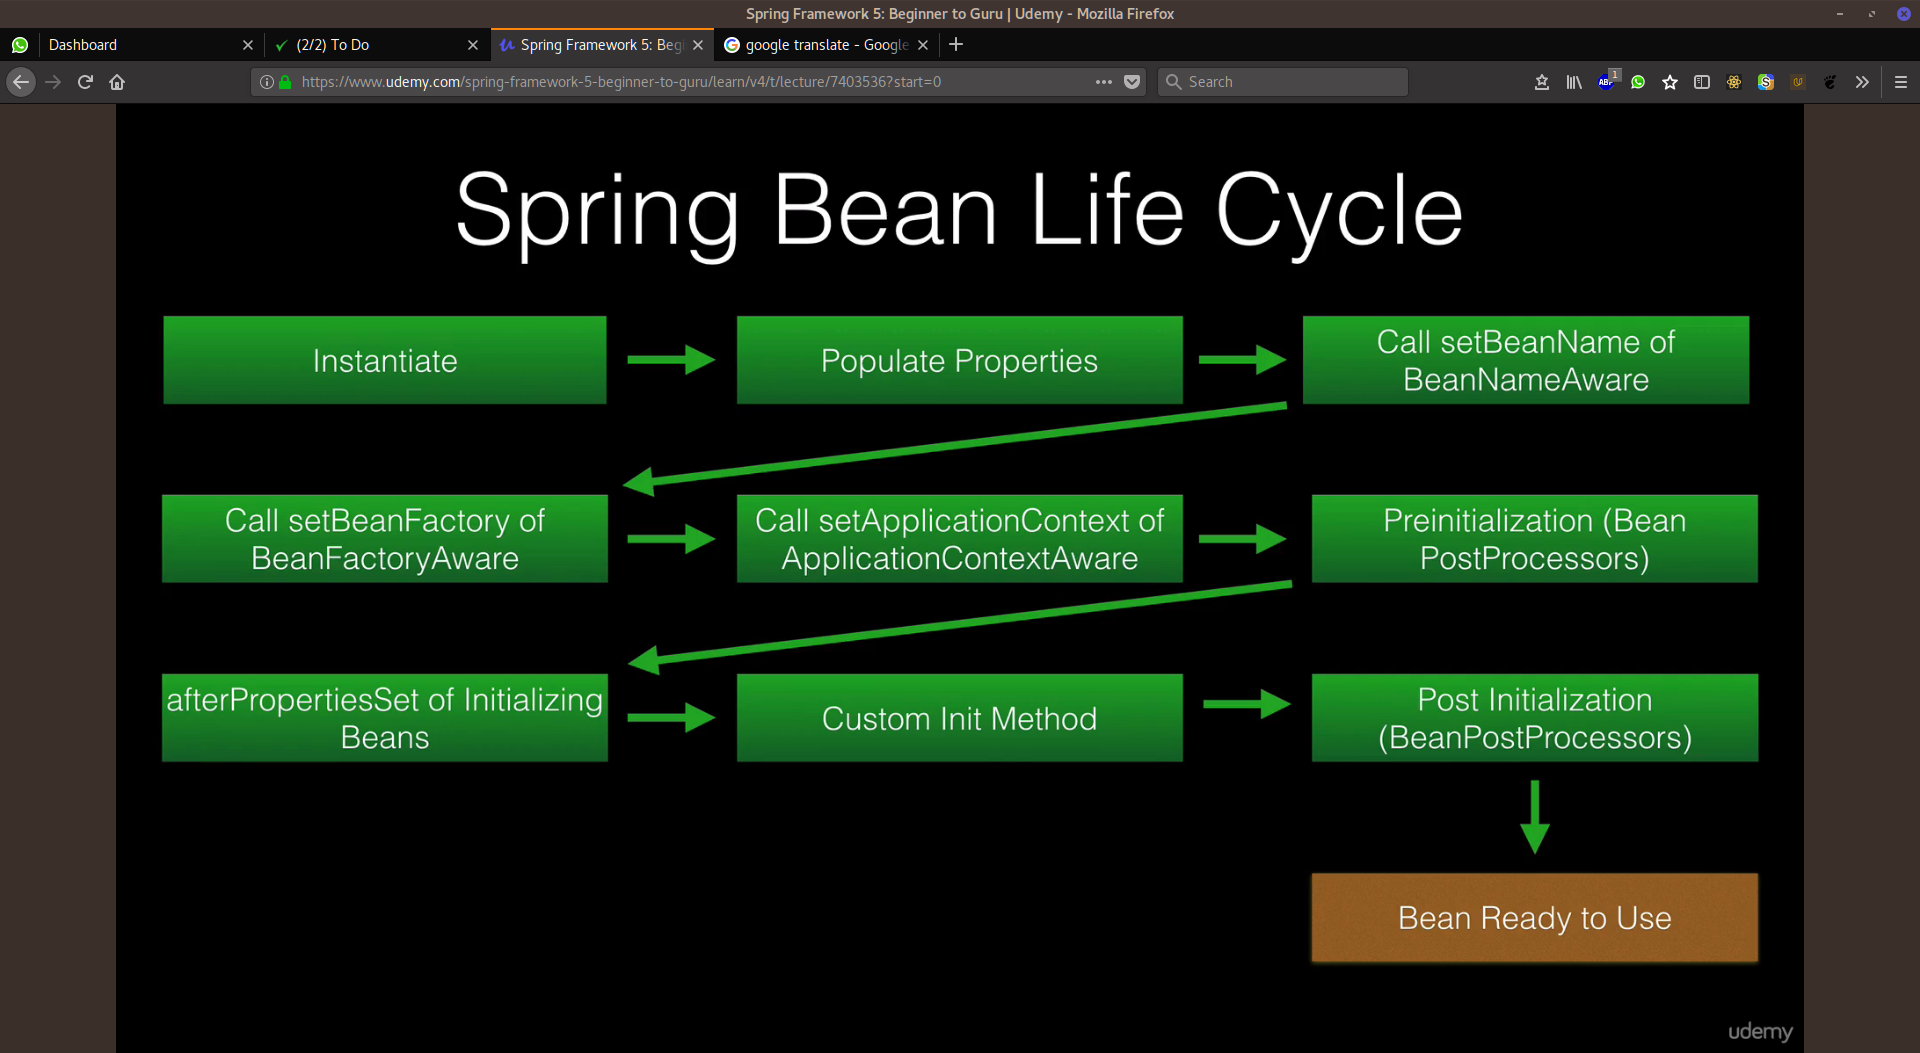 Spring Framework 5: Beginner to Guru | Udemy - Mozilla Firefox
Dashboard
(2/2) To Do
Spring Framework 5: Beg
google translate - Google
https://www.udemy.com/spring-framework-5-beginner-to-guru/learn/v4/t/lecture/7403536?start=0
Search
ABP
1
Spring Bean Life Cycle
Instantiate
Populate Properties
Call setBeanName of
BeanNameAware
Call setBeanFactory of
BeanFactoryAware
Call setApplicationContext of
ApplicationContextAware
Preinitialization (Bean
PostProcessors)
afterPropertiesSet of Initializing
Beans
Custom Init Method
Post Initialization
(BeanPostProcessors)
Bean Ready to Use
udemy